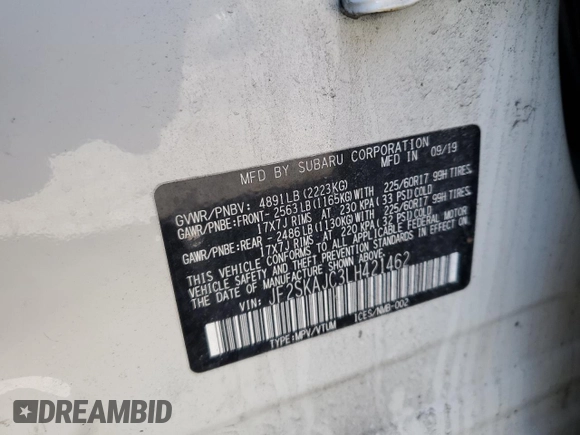 MFD BY SUBARU CORPORATION
MFD IN 09/19
GVWR/PNBV: 4891LB (2223KG)
GAWR/PNBE:FRONT- 2563LB (1165KG)WITH 225/60R17 99H TIRES,
17X7J RIMS AT 230 KPA(33 PSI)COLD
GAWR/PNBE:REAR - 2486LB (1130KG)WITH 225/60R17 99H TIRES,
17X7J RIMS AT 220 KPA(32 PSI)COLD
THIS VEHICLE CONFORMS TO ALL APPLICABLE FEDERAL MOTOR
VEHICLE SAFETY AND THEFT PREVENTION STANDARDS IN EFFECT ON
THE DATE OF MANUFACTURE SHOWN ABOVE.
VIN: JF2SKAJC3LH421462
TYPE:MPV/VTUM ICES/NMB-002
DREAMBID